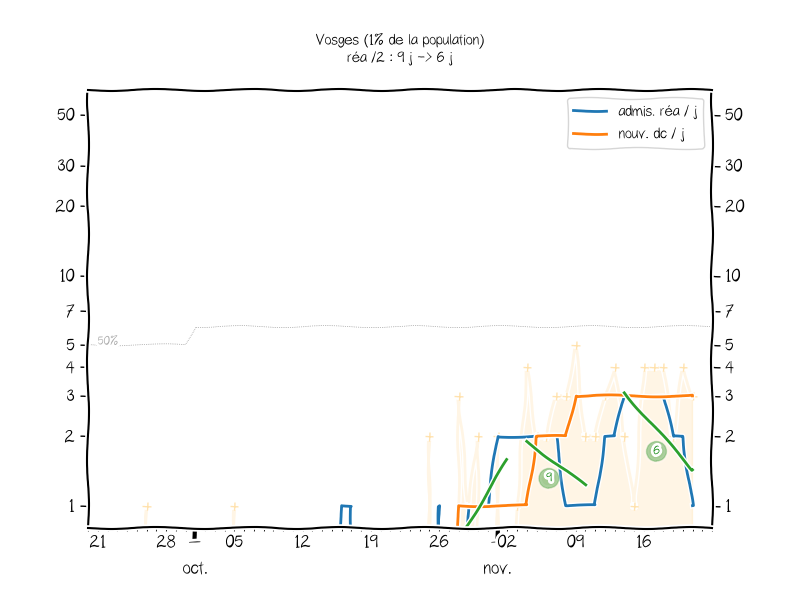 Vosges (1% de la population)
réa /2 : 9 j -> 6 j
admis. réa / j
nouv. dc / j
50 50
30 30
20 20
10 10
7 7
50%
5 5
4 4
3 3
2 2
9 6
1 1
21 28 05 12 19 26 02 09 16
oct. nov.